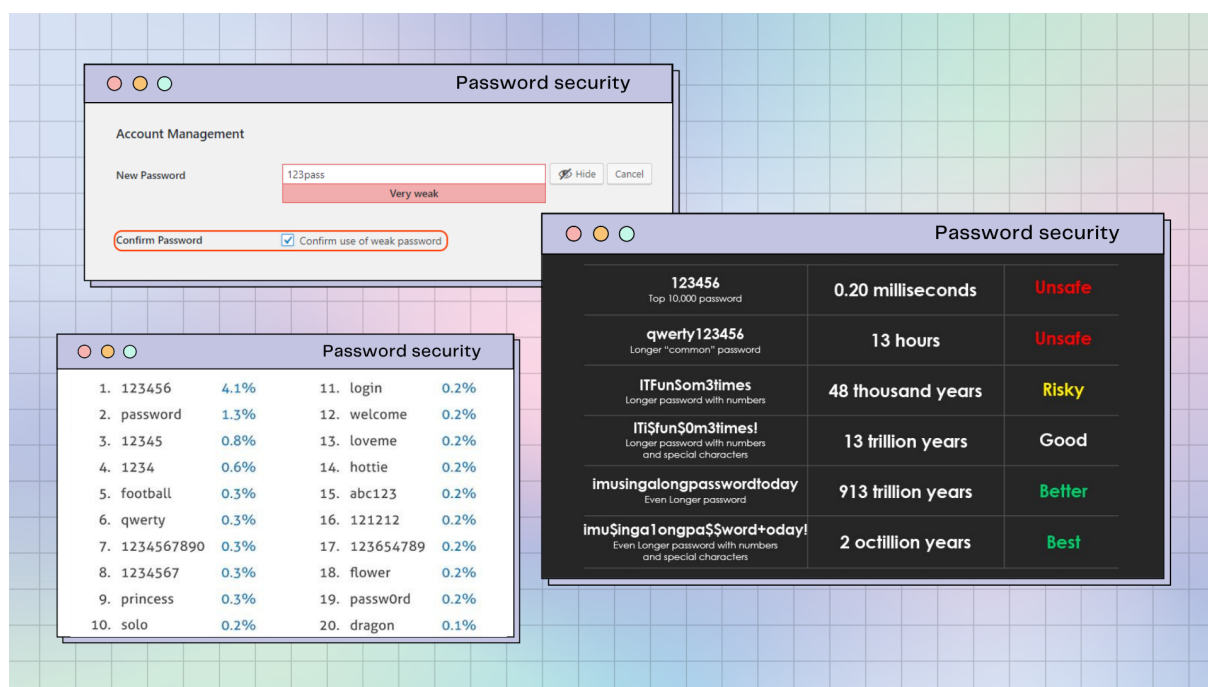 Password security
Account Management
New Password
123pass
Hide
Cancel
Very weak
Confirm Password
Confirm use of weak password
Password security
123456
Top 10,000 password
0.20 milliseconds
Unsafe
qwerty123456
Longer "common" password
13 hours
Unsafe
ITFunSom3times
Longer password with numbers
48 thousand years
Risky
ITi$fun$0m3times!
Longer password with numbers
and special characters
13 trillion years
Good
imusingalongpasswordtoday
Even Longer password
913 trillion years
Better
imu$inga1ongpa$$word+oday!
Even Longer password with numbers
and special characters
2 octillion years
Best
Password security
1. 123456 4.1%
2. password 1.3%
3. 12345 0.8%
4. 1234 0.6%
5. football 0.3%
6. qwerty 0.3%
7. 1234567890 0.3%
8. 1234567 0.3%
9. princess 0.3%
10. solo 0.2%
11. login 0.2%
12. welcome 0.2%
13. loveme 0.2%
14. hottie 0.2%
15. abc123 0.2%
16. 121212 0.2%
17. 123654789 0.2%
18. flower 0.2%
19. passw0rd 0.2%
20. dragon 0.1%